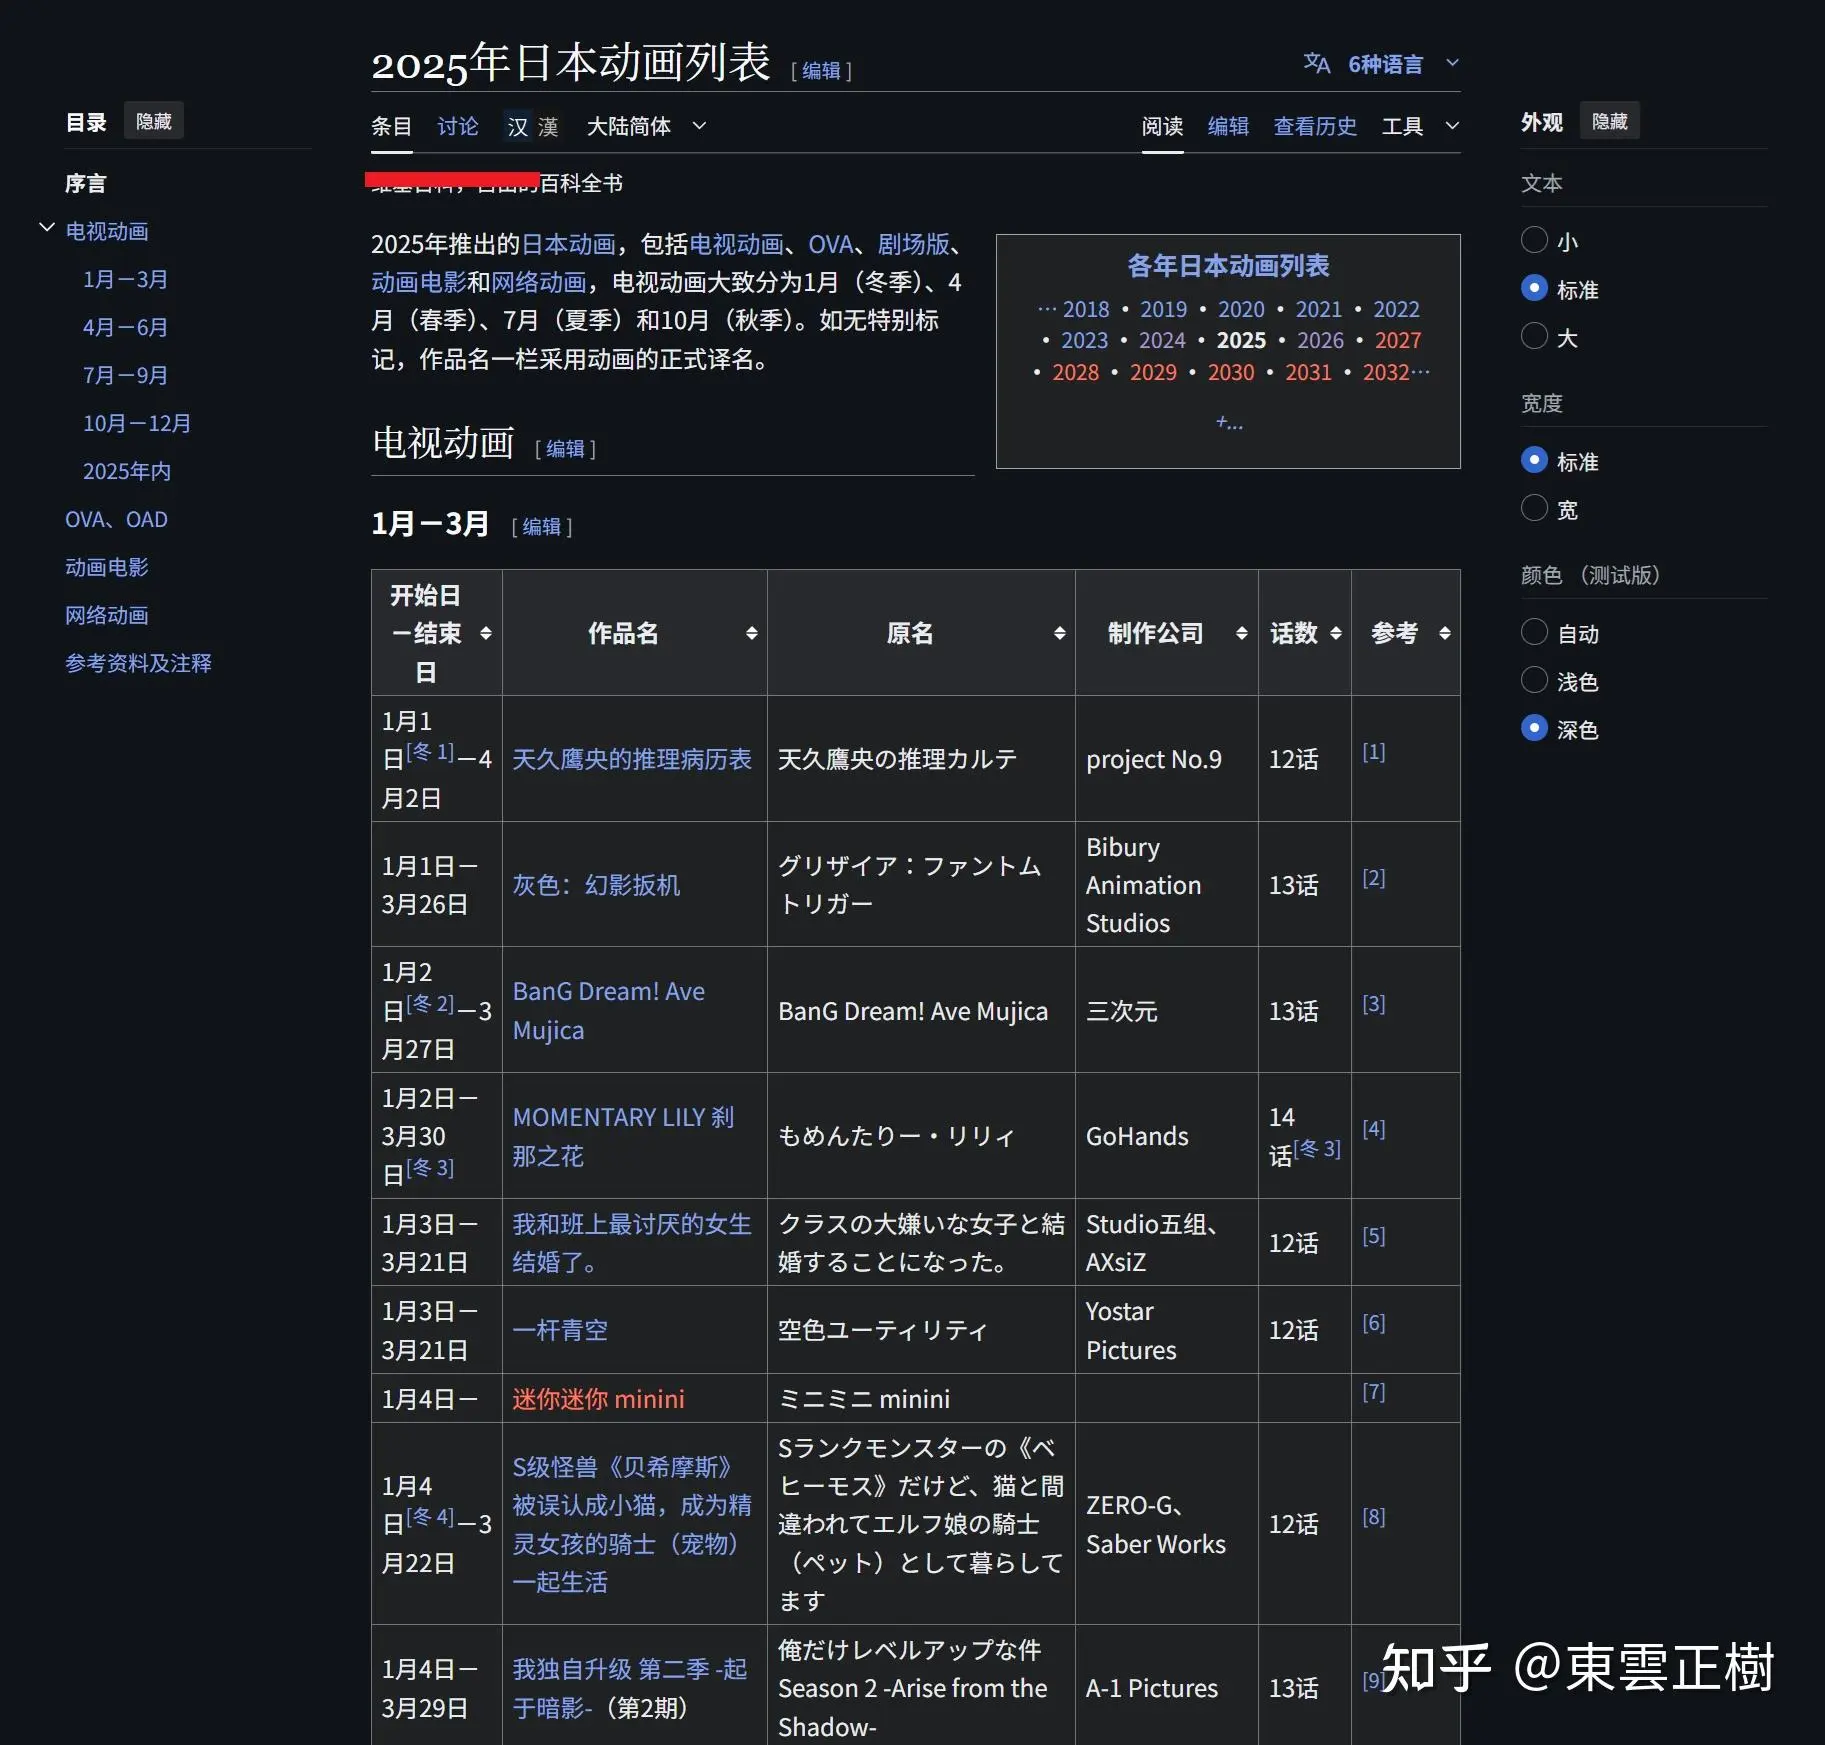 2025年日本动画列表 [ 编辑 ]
6种语言
目录 隐藏
条目 讨论 汉 漢 大陆简体
阅读 编辑 查看历史 工具
外观 隐藏
序言
电视动画
1月－3月
4月－6月
7月－9月
10月－12月
2025年内
OVA、OAD
动画电影
网络动画
参考资料及注释
百科全书
2025年推出的日本动画，包括电视动画、OVA、剧场版、
动画电影和网络动画，电视动画大致分为1月（冬季）、4
月（春季）、7月（夏季）和10月（秋季）。如无特别标
记，作品名一栏采用动画的正式译名。
各年日本动画列表
… 2018 • 2019 • 2020 • 2021 • 2022
• 2023 • 2024 • 2025 • 2026 • 2027
• 2028 • 2029 • 2030 • 2031 • 2032…
+...
电视动画 [ 编辑 ]
1月－3月 [ 编辑 ]
开始日
－结束
日
作品名
原名
制作公司
话数
参考
1月1
日[冬 1]－4
月2日
天久鹰央的推理病历表
天久鷹央の推理カルテ
project No.9
12话
[1]
1月1日－
3月26日
灰色：幻影扳机
グリザイア：ファントム
トリガー
Bibury
Animation
Studios
13话
[2]
1月2
日[冬 2]－3
月27日
BanG Dream! Ave
Mujica
BanG Dream! Ave Mujica
三次元
13话
[3]
1月2日－
3月30
日[冬 3]
MOMENTARY LILY 刹
那之花
もめんたりー・リリィ
GoHands
14
话[冬 3]
[4]
1月3日－
3月21日
我和班上最讨厌的女生
结婚了。
クラスの大嫌いな女子と結
婚することになった。
Studio五组、
AXsiZ
12话
[5]
1月3日－
3月21日
一杆青空
空色ユーティリティ
Yostar
Pictures
12话
[6]
1月4日－
迷你迷你 minini
ミニミニ minini
[7]
1月4
日[冬 4]－3
月22日
S级怪兽《贝希摩斯》
被误认成小猫，成为精
灵女孩的骑士（宠物）
一起生活
Sランクモンスターの《ベ
ヒーモス》だけど、猫と間
違われてエルフ娘の騎士
（ペット）として暮らして
ます
ZERO-G、
Saber Works
12话
[8]
1月4日－
3月29日
我独自升级 第二季 -起
于暗影-（第2期）
俺だけレベルアップな件
Season 2 -Arise from the
Shadow-
A-1 Pictures
13话
[9]
文本
小
标准
大
宽度
标准
宽
颜色 （测试版）
自动
浅色
深色
知乎 @東雲正樹